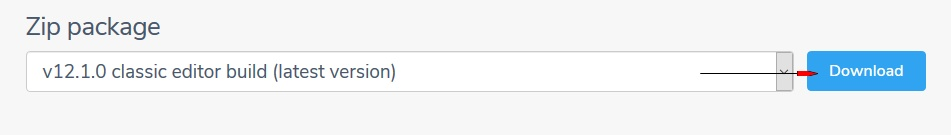 Zip package
v12.1.0 classic editor build (latest version)
Download